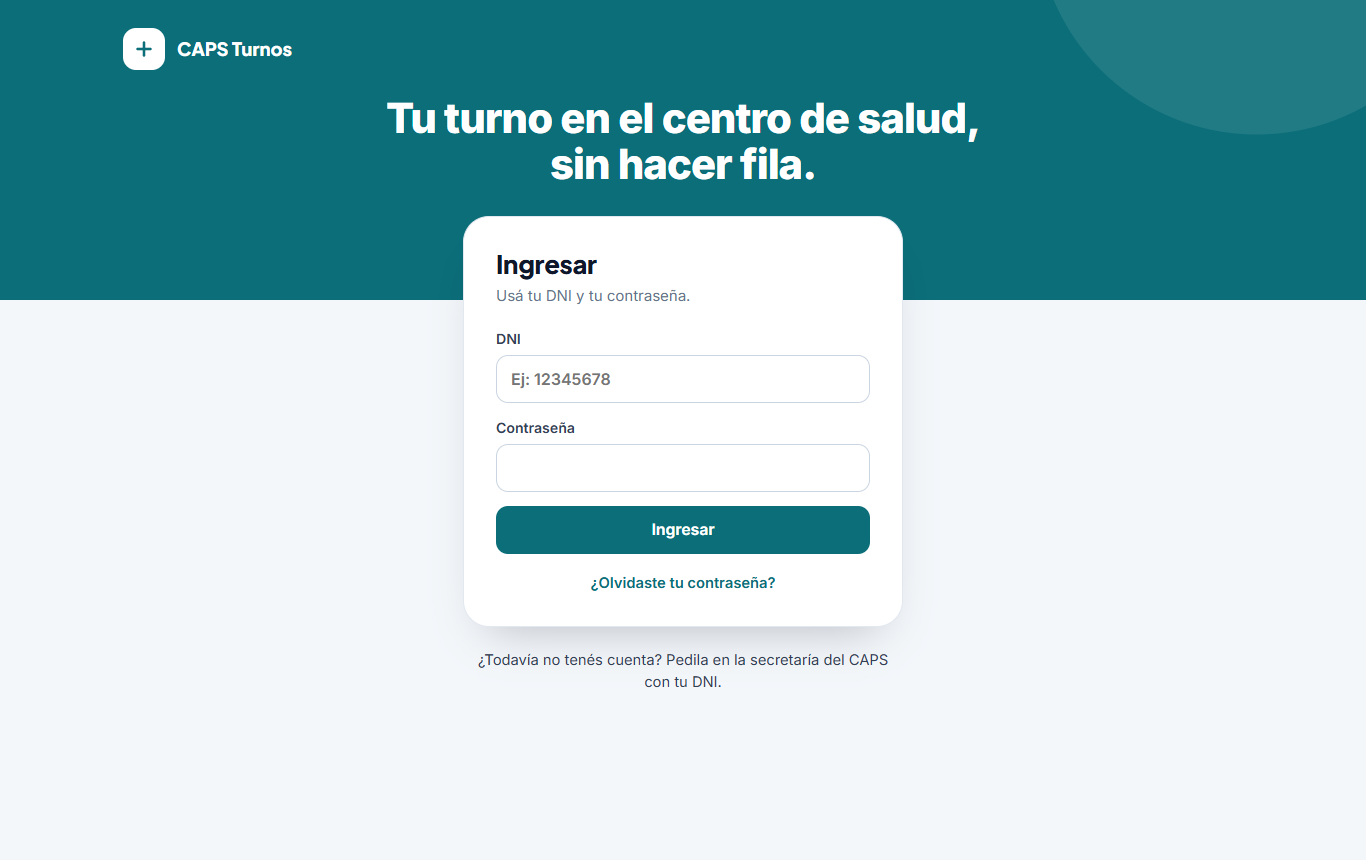 CAPS Turnos
Tu turno en el centro de salud,
sin hacer fila.
Ingresar
Usá tu DNI y tu contraseña.
DNI
Ej: 12345678
Contraseña
Ingresar
¿Olvidaste tu contraseña?
¿Todavía no tenés cuenta? Pedila en la secretaría del CAPS
con tu DNI.